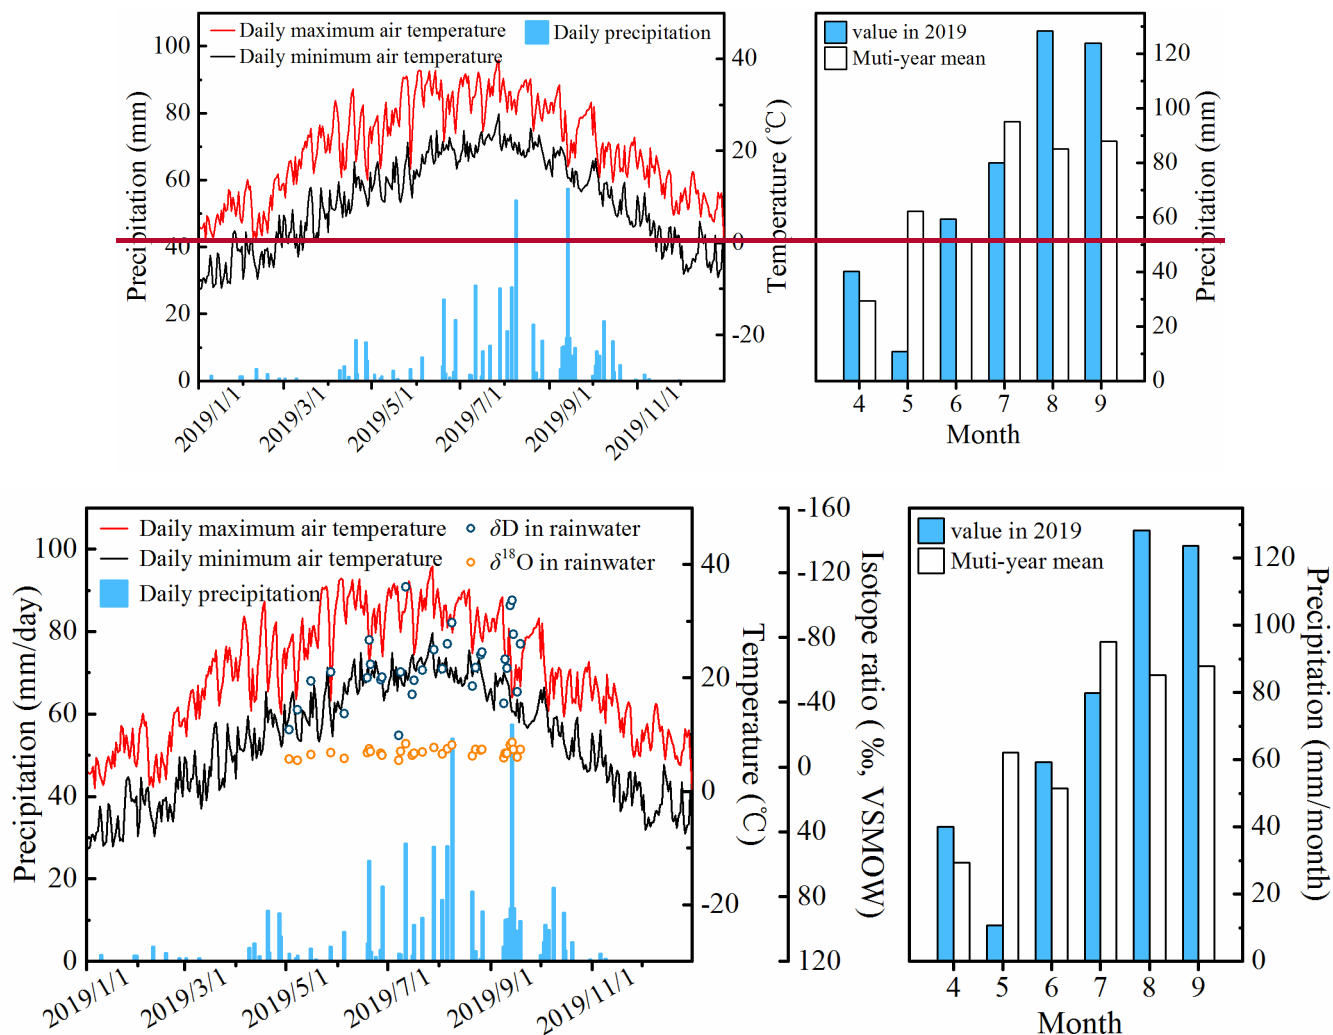 Daily maximum air temperature
Daily minimum air temperature
Daily precipitation
Precipitation (mm)
100
80
60
40
20
0
40
20
0
-20
Temperature (℃)
2019/1/1
2019/3/1
2019/5/1
2019/7/1
2019/9/1
2019/11/1
value in 2019
Muti-year mean
120
100
80
60
40
20
0
Precipitation (mm)
4 5 6 7 8 9
Month
Daily maximum air temperature
Daily minimum air temperature
Daily precipitation
δD in rainwater
δ18O in rainwater
Precipitation (mm/day)
100
80
60
40
20
0
40
20
0
-20
Temperature (℃)
2019/1/1
2019/3/1
2019/5/1
2019/7/1
2019/9/1
2019/11/1
-160
-120
-80
-40
0
40
80
120
Isotope ratio (‰, VSMOW)
value in 2019
Muti-year mean
120
100
80
60
40
20
0
Precipitation (mm/month)
4 5 6 7 8 9
Month